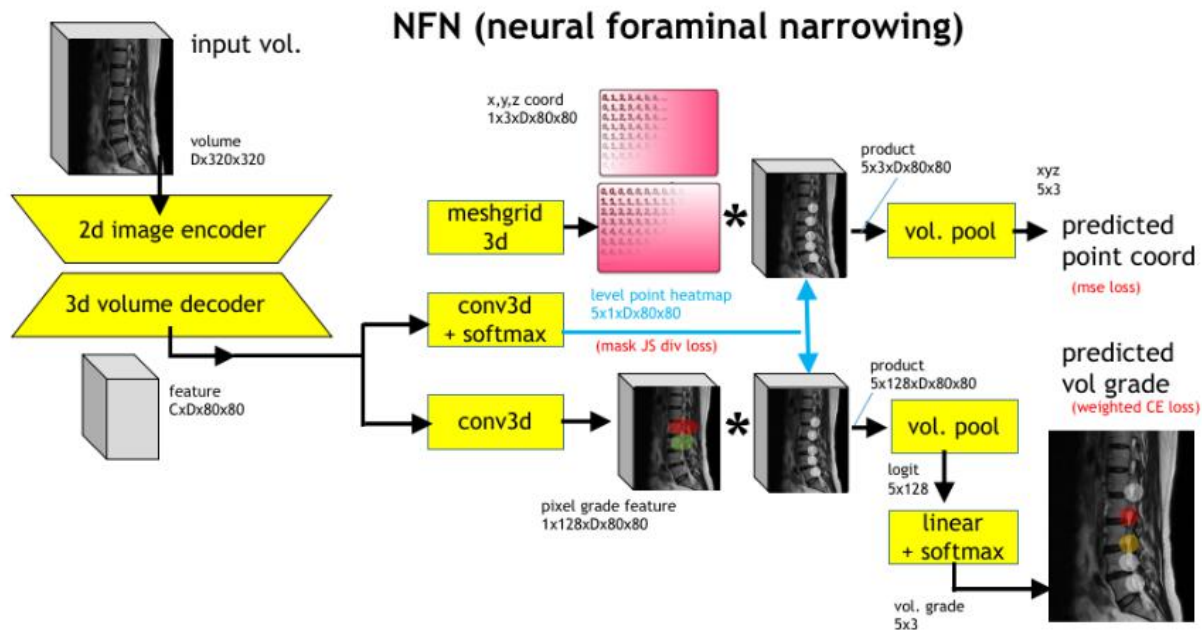 NFN (neural foraminal narrowing)
input vol.
volume
Dx320x320
2d image encoder
3d volume decoder
feature
CxDx80x80
x,y,z coord
1x3xDx80x80
meshgrid
3d
*
product
5x3xDx80x80
vol. pool
xyz
5x3
predicted
point coord
(mse loss)
conv3d
+ softmax
level point heatmap
5x1xDx80x80
(mask JS div loss)
conv3d
pixel grade feature
1x128xDx80x80
*
product
5x128xDx80x80
vol. pool
logit
5x128
linear
+ softmax
vol. grade
5x3
predicted
vol grade
(weighted CE loss)